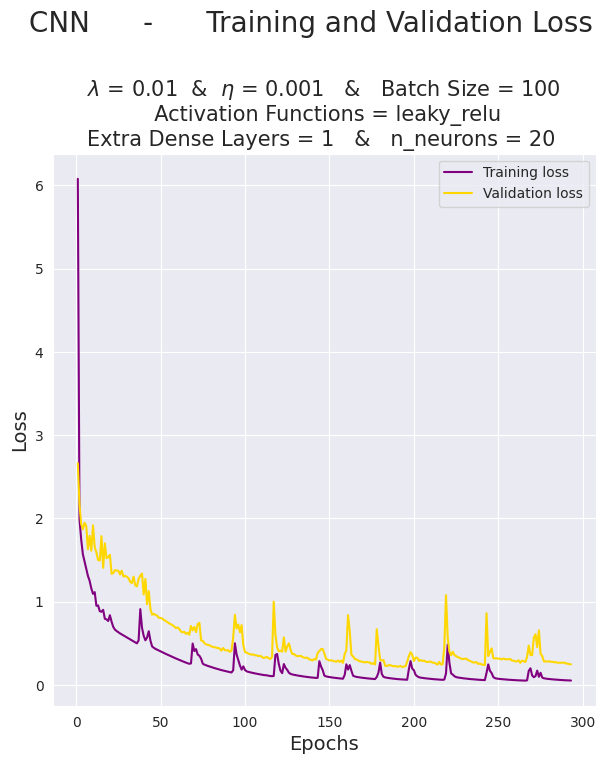 CNN - Training and Validation Loss
λ = 0.01 & η = 0.001 & Batch Size = 100
Activation Functions = leaky_relu
Extra Dense Layers = 1 & n_neurons = 20
Training loss
Validation loss
Loss
6
5
4
3
2
1
0
0 50 100 150 200 250 300
Epochs